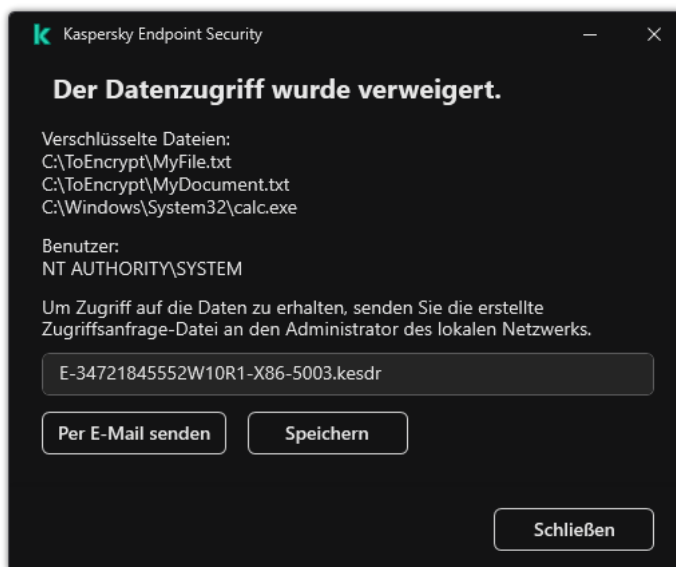 Kaspersky Endpoint Security
Der Datenzugriff wurde verweigert.
Verschlüsselte Dateien:
C:\ToEncrypt\MyFile.txt
C:\ToEncrypt\MyDocument.txt
C:\Windows\System32\calc.exe
Benutzer:
NT AUTHORITY\SYSTEM
Um Zugriff auf die Daten zu erhalten, senden Sie die erstellte
Zugriffsanfrage-Datei an den Administrator des lokalen Netzwerks.
E-34721845552W10R1-X86-5003.kesdr
Per E-Mail senden
Speichern
Schließen